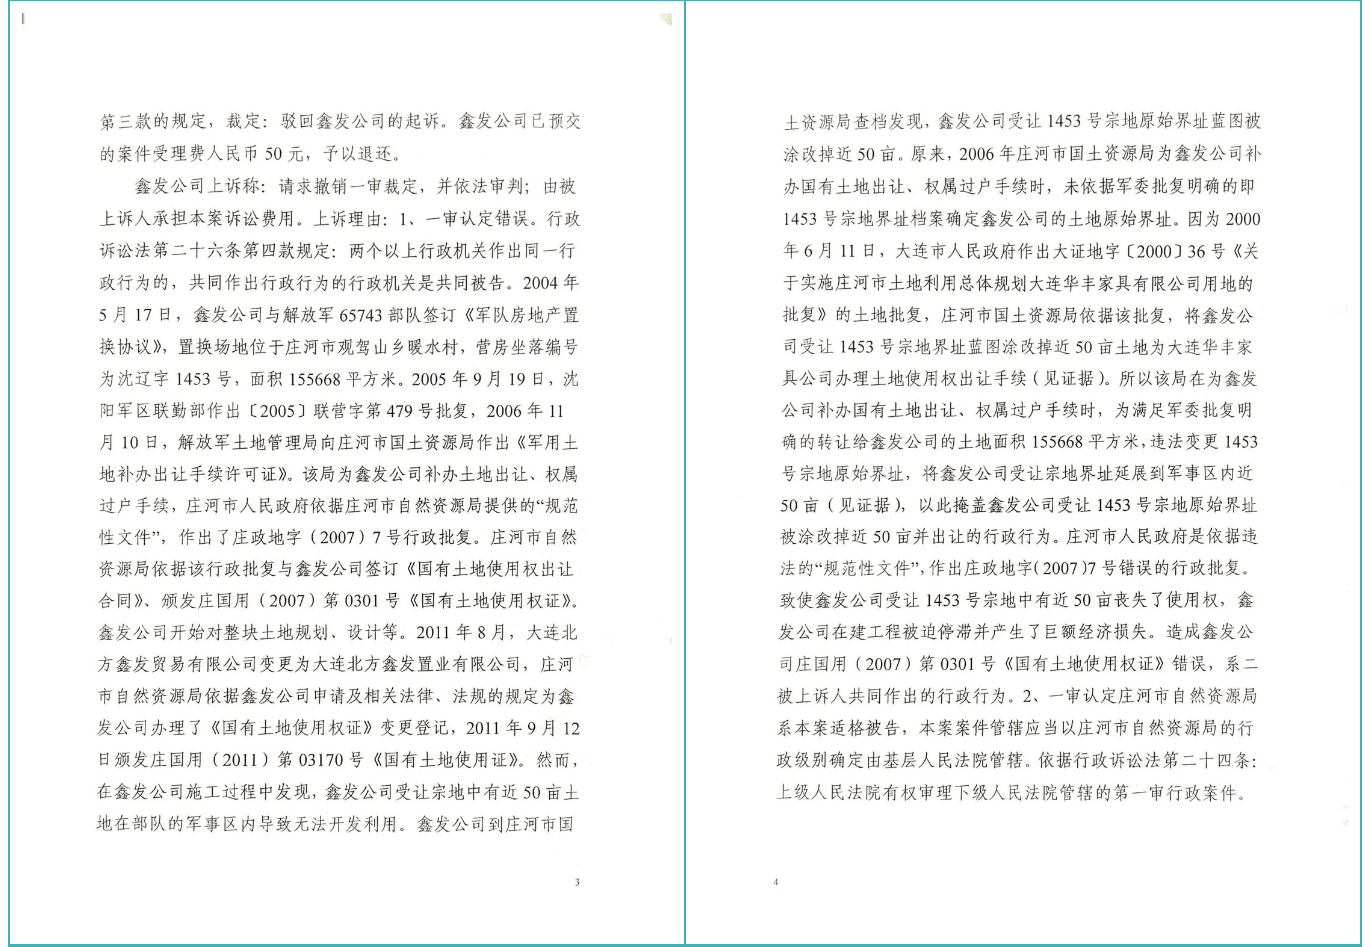 第三款的规定，裁定：驳回鑫发公司的起诉。鑫发公司已预交
的案件受理费人民币 50 元，予以退还。
鑫发公司上诉称：请求撤销一审裁定，并依法审判；由被
上诉人承担本案诉讼费用。上诉理由：1、一审认定错误。行政
诉讼法第二十六条第四款规定：两个以上行政机关作出同一行
政行为的，共同作出行政行为的行政机关是共同被告。2004 年
5 月 17 日，鑫发公司与解放军 65743 部队签订《军队房地产置
换协议》，置换场地位于庄河市观驾山乡暖水村，营房坐落编号
为沈辽字 1453 号，面积 155668 平方米。2005 年 9 月 19 日，沈
阳军区联勤部作出〔2005〕联营字第 479 号批复，2006 年 11
月 10 日，解放军土地管理局向庄河市国土资源局作出《军用土
地补办出让手续许可证》。该局为鑫发公司补办土地出让、权属
过户手续，庄河市人民政府依据庄河市自然资源局提供的“规范
性文件”，作出了庄政地字（2007）7 号行政批复。庄河市自然
资源局依据该行政批复与鑫发公司签订《国有土地使用权出让
合同》、颁发庄国用（2007）第 0301 号《国有土地使用权证》。
鑫发公司开始对整块土地规划、设计等。2011 年 8 月，大连北
方鑫发贸易有限公司变更为大连北方鑫发置业有限公司，庄河
市自然资源局依据鑫发公司申请及相关法律、法规的规定为鑫
发公司办理了《国有土地使用权证》变更登记，2011 年 9 月 12
日颁发庄国用（2011）第 03170 号《国有土地使用证》。然而，
在鑫发公司施工过程中发现，鑫发公司受让宗地中有近 50 亩土
地在部队的军事区内导致无法开发利用。鑫发公司到庄河市国
3
土资源局查档发现，鑫发公司受让 1453 号宗地原始界址蓝图被
涂改掉近 50 亩。原来，2006 年庄河市国土资源局为鑫发公司补
办国有土地出让、权属过户手续时，未依据军委批复明确的即
1453 号宗地界址档案确定鑫发公司的土地原始界址。因为 2000
年 6 月 11 日，大连市人民政府作出大证地字〔2000〕36 号《关
于实施庄河市土地利用总体规划大连华丰家具有限公司用地的
批复》的土地批复，庄河市国土资源局依据该批复，将鑫发公
司受让 1453 号宗地界址蓝图涂改掉近 50 亩土地为大连华丰家
具公司办理土地使用权出让手续（见证据）。所以该局在为鑫发
公司补办国有土地出让、权属过户手续时，为满足军委批复明
确的转让给鑫发公司的土地面积 155668 平方米，违法变更 1453
号宗地原始界址，将鑫发公司受让宗地界址延展到军事区内近
50 亩（见证据），以此掩盖鑫发公司受让 1453 号宗地原始界址
被涂改掉近 50 亩并出让的行政行为。庄河市人民政府是依据违
法的“规范性文件”，作出庄政地字（2007）7 号错误的行政批复。
致使鑫发公司受让 1453 号宗地中有近 50 亩丧失了使用权，鑫
发公司在建工程被迫停滞并产生了巨额经济损失。造成鑫发公
司庄国用（2007）第 0301 号《国有土地使用权证》错误，系二
被上诉人共同作出的行政行为。2、一审认定庄河市自然资源局
系本案适格被告，本案案件管辖应当以庄河市自然资源局的行
政级别确定由基层人民法院管辖。依据行政诉讼法第二十四条：
上级人民法院有权审理下级人民法院管辖的第一审行政案件。
4